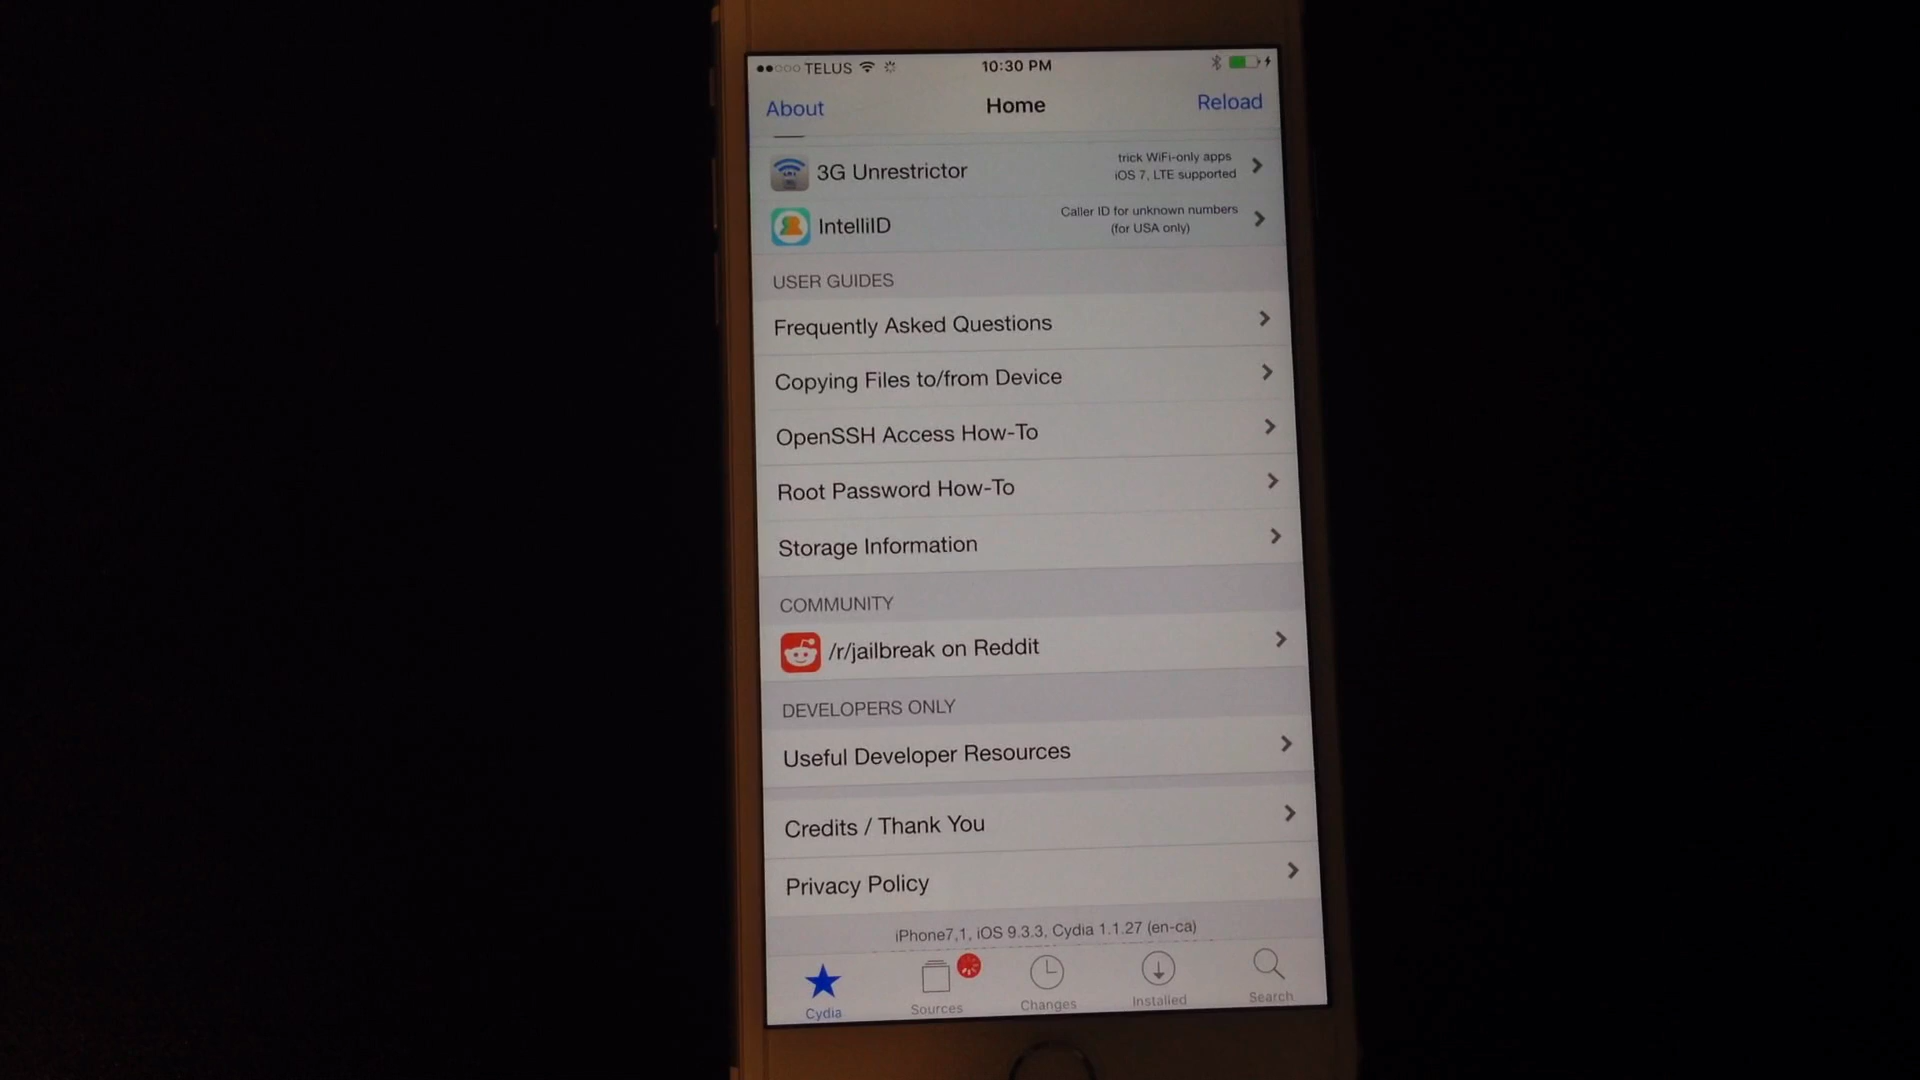 TELUS 10:30 PM
About Home Reload
3G Unrestrictor trick WiFi-only apps
iOS 7, LTE supported
IntelliID Caller ID for unknown numbers
(for USA only)
USER GUIDES
Frequently Asked Questions
Copying Files to/from Device
OpenSSH Access How-To
Root Password How-To
Storage Information
COMMUNITY
/r/jailbreak on Reddit
DEVELOPERS ONLY
Useful Developer Resources
Credits / Thank You
Privacy Policy
iPhone7,1, iOS 9.3.3, Cydia 1.1.27 (en-ca)
Cydia Sources Changes Installed Search